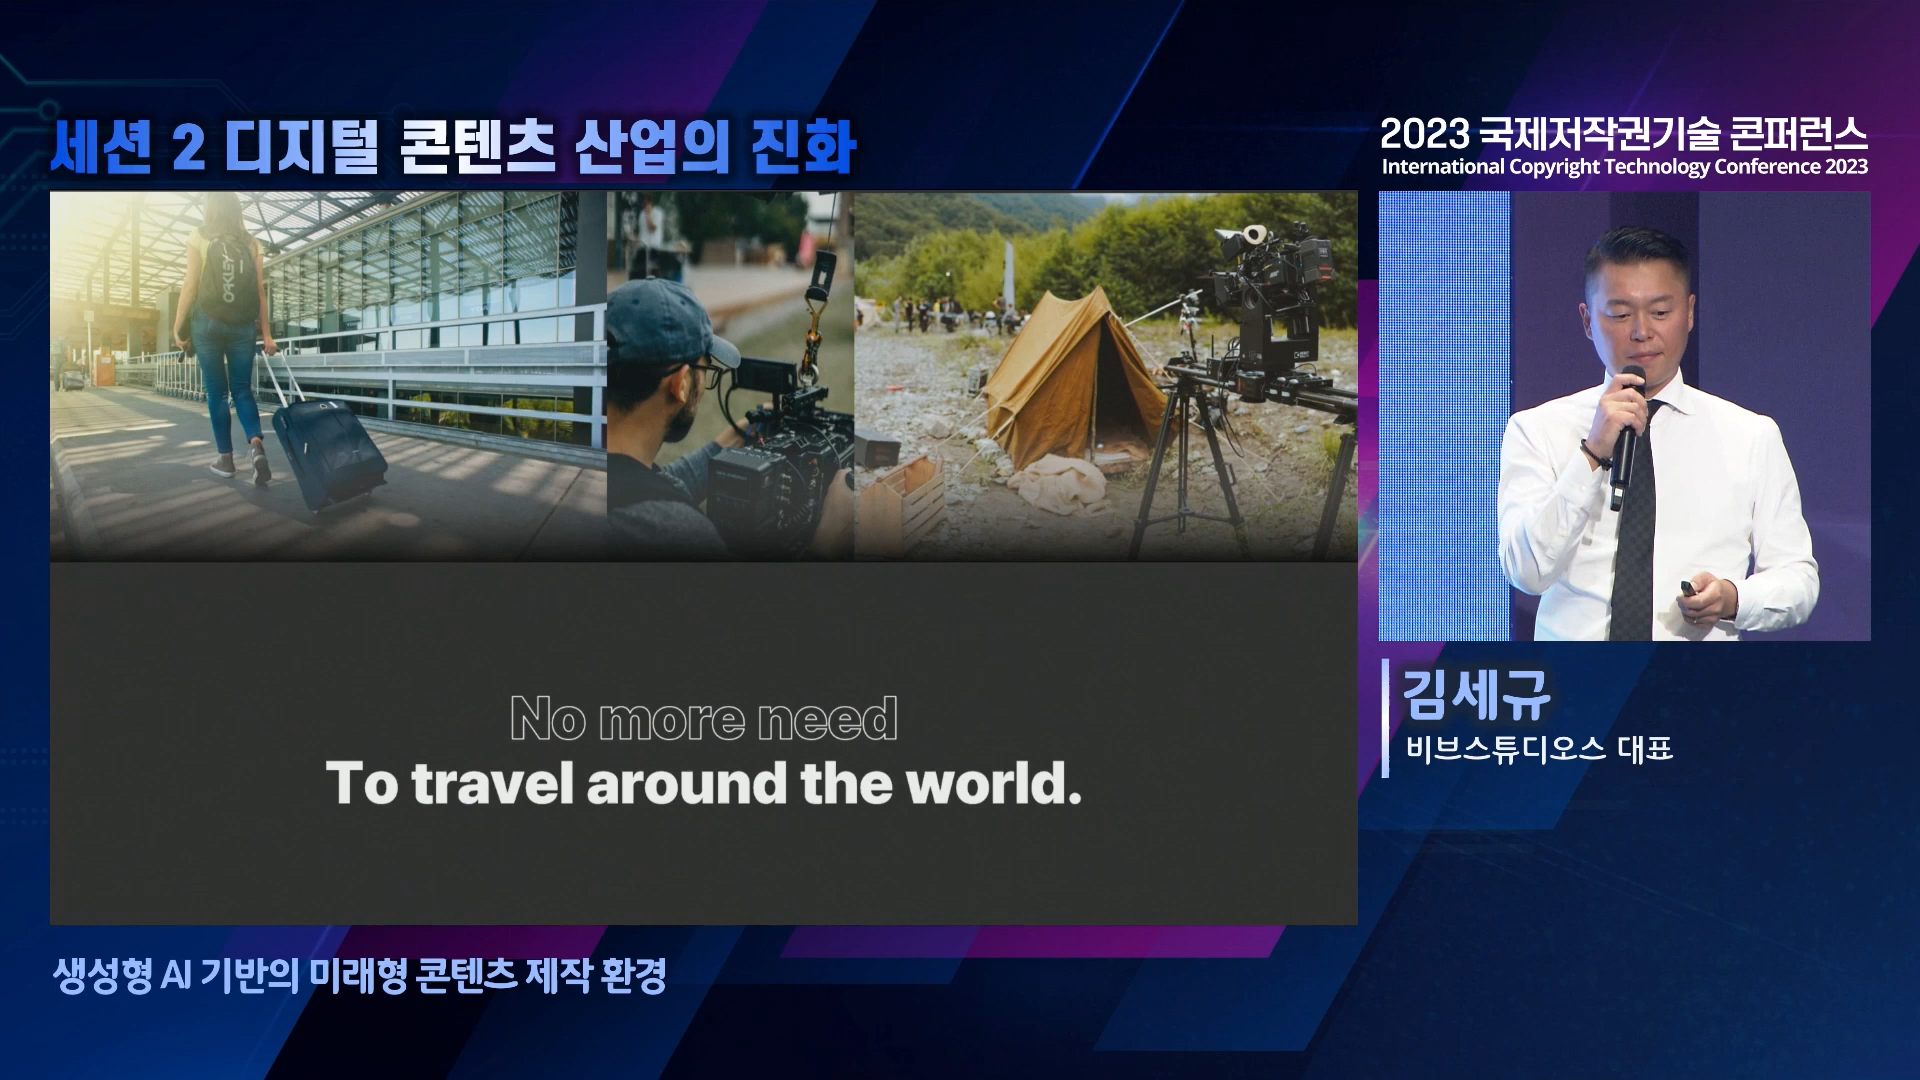 세션 2 디지털 콘텐츠 산업의 진화
2023 국제저작권기술 콘퍼런스
International Copyright Technology Conference 2023
OAKLEY
No more need
To travel around the world.
김세규
비브스튜디오스 대표
생성형 AI 기반의 미래형 콘텐츠 제작 환경